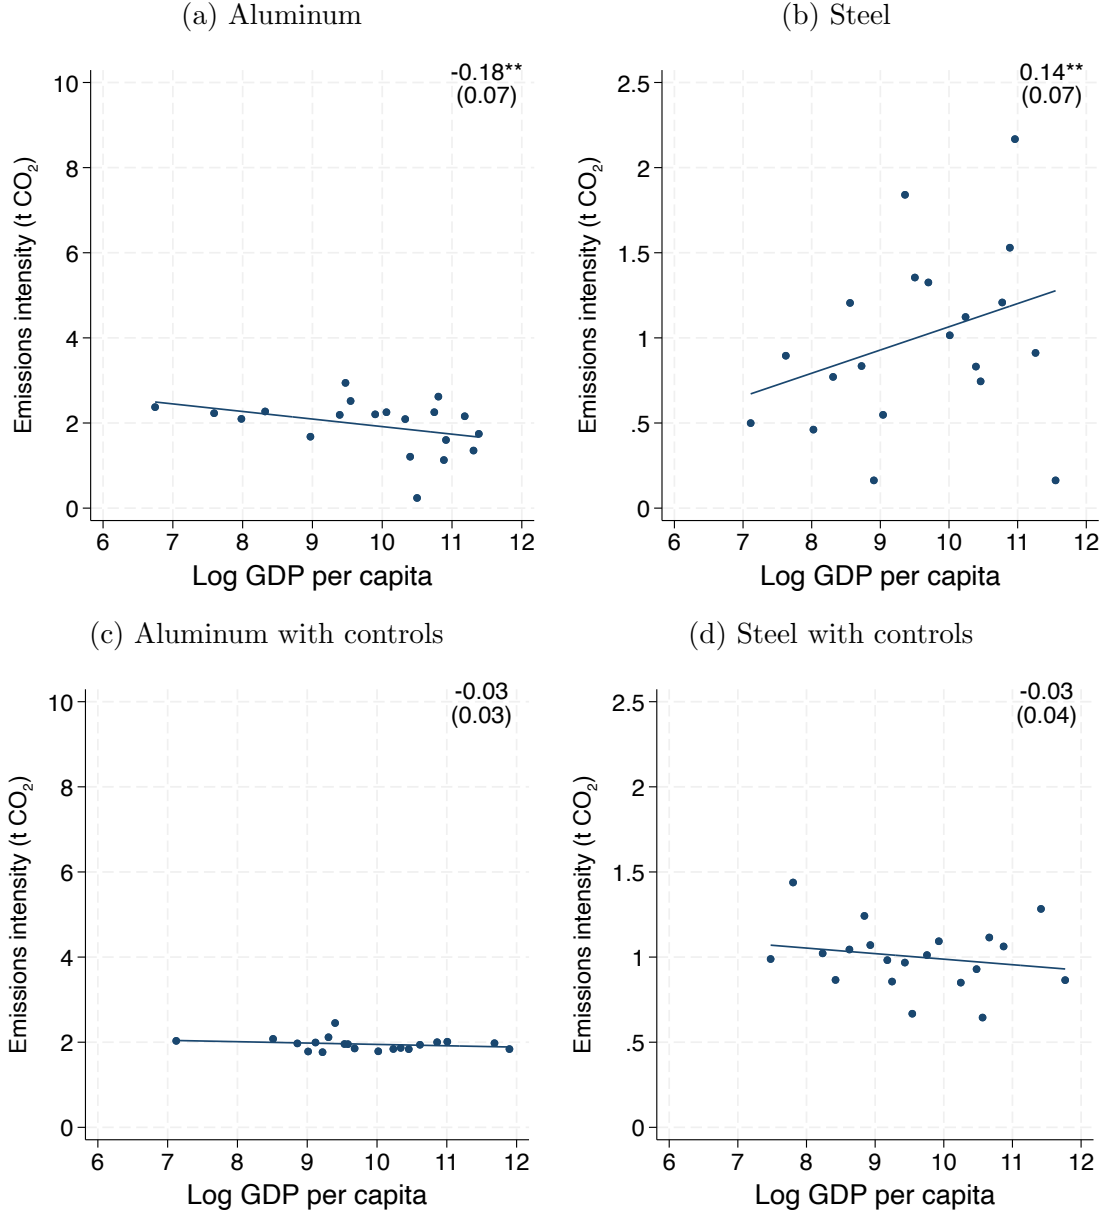 (a) Aluminum
-0.18**
(0.07)
10
8
6
4
2
0
Emissions intensity (t CO₂)
6 7 8 9 10 11 12
Log GDP per capita
(b) Steel
0.14**
(0.07)
2.5
2
1.5
1
.5
0
Emissions intensity (t CO₂)
6 7 8 9 10 11 12
Log GDP per capita
(c) Aluminum with controls
-0.03
(0.03)
10
8
6
4
2
0
Emissions intensity (t CO₂)
6 7 8 9 10 11 12
Log GDP per capita
(d) Steel with controls
-0.03
(0.04)
2.5
2
1.5
1
.5
0
Emissions intensity (t CO₂)
6 7 8 9 10 11 12
Log GDP per capita